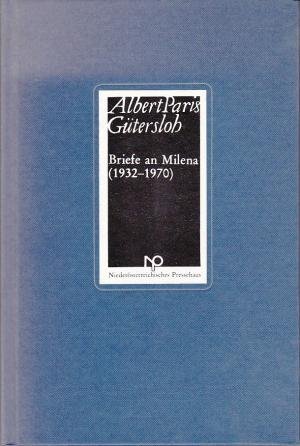 Albert Paris
Gütersloh
Briefe an Milena
(1932–1970)
NP
Niederösterreichisches Pressehaus